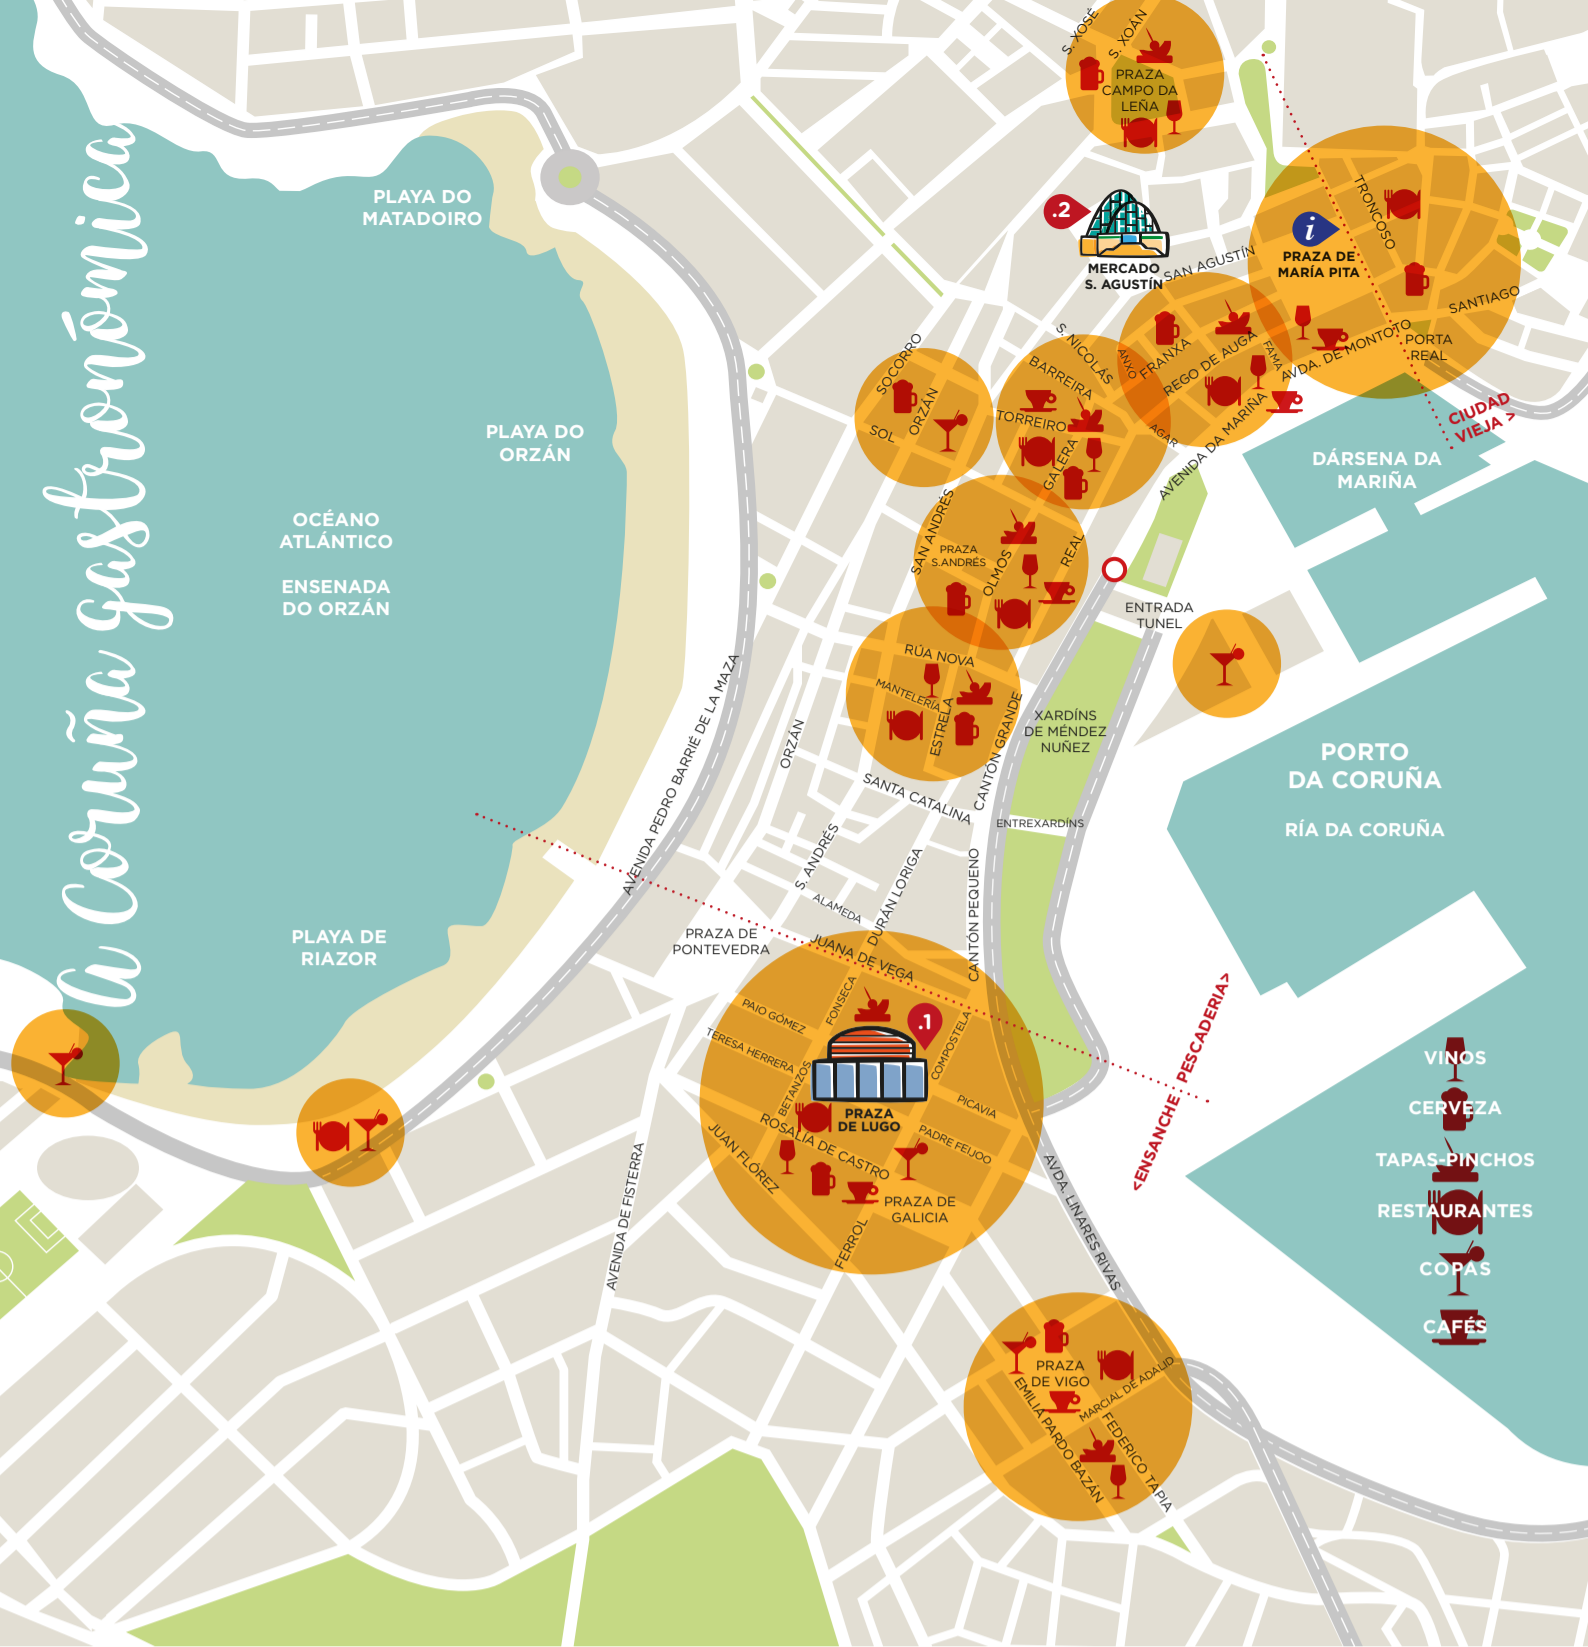 A Coruña gastronómica
PLAYA DO
MATADOIRO
PLAYA DO
ORZÁN
OCÉANO
ATLÁNTICO
ENSENADA
DO ORZÁN
PLAYA DE
RIAZOR
S. XOSÉ
S. XOÁN
PRAZA
CAMPO DA
LEÑA
.2
MERCADO
S. AGUSTÍN
SAN AGUSTÍN
i
PRAZA DE
MARÍA PITA
TRONCOSO
SANTIAGO
PORTA
REAL
AVDA. DE MONTOTO
CIUDAD
VIEJA >
FRANXA
ANXO
REGO DE AUGA
FAMA
AGAR
AVENIDA DA MARIÑA
S. NICOLÁS
BARREIRA
TORREIRO
GALERA
SOCORRO
ORZÁN
SOL
DÁRSENA DA
MARIÑA
SAN ANDRÉS
PRAZA
S.ANDRÉS
OLMOS
REAL
ENTRADA
TUNEL
RÚA NOVA
MANTELERÍA
ESTRELA
CANTÓN GRANDE
XARDÍNS
DE MÉNDEZ
NUÑEZ
AVENIDA PEDRO BARRIÉ DE LA MAZA
ORZÁN
SANTA CATALINA
ENTREXARDÍNS
PORTO
DA CORUÑA
RÍA DA CORUÑA
S. ANDRÉS
DURÁN LORIGA
ALAMEDA
CANTÓN PEQUENO
PRAZA DE
PONTEVEDRA
JUANA DE VEGA
PAIO GÓMEZ
FONSECA
TERESA HERRERA
.1
COMPOSTELA
BETANZOS
PRAZA
DE LUGO
PICAVIA
PADRE FEIJOO
ROSALÍA DE CASTRO
JUAN FLÓREZ
PRAZA DE
GALICIA
FERROL
AVENIDA DE FISTERRA
AVDA. LINARES RIVAS
<ENSANCHE PESCADERIA>
PRAZA
DE VIGO
MARCIAL DE ADALID
EMILIA PARDO BAZÁN
FEDERICO TAPIA
VINOS
CERVEZA
TAPAS-PINCHOS
RESTAURANTES
COPAS
CAFÉS